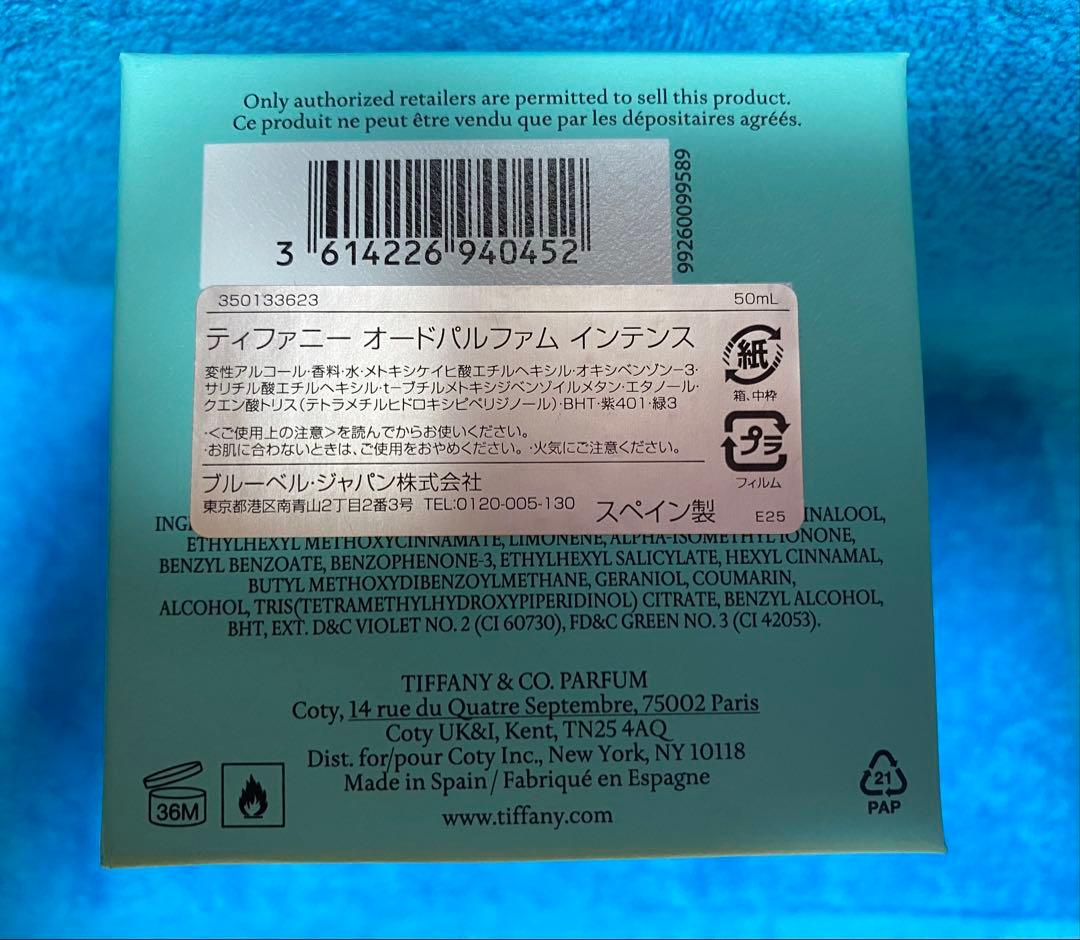 Only authorized retailers are permitted to sell this product.
Ce produit ne peut être vendu que par les dépositaires agréés.
3 614226 940452
99260099589
350133623 50mL
ティファニー オードパルファム インテンス
変性アルコール・香料・水・メトキシケイヒ酸エチルヘキシル・オキシベンゾン-3・
サリチル酸エチルヘキシル・t-ブチルメトキシジベンゾイルメタン・エタノール・
クエン酸トリス(テトラメチルヒドロキシピペリジノール)・BHT・紫401・緑3
・<ご使用上の注意>を読んでからお使いください。
・お肌に合わないときは、ご使用をおやめください。・火気にご注意ください。
ブルーベル・ジャパン株式会社
東京都港区南青山2丁目2番3号 TEL:0120-005-130
スペイン製 E25
紙
箱、中枠
プラ
フィルム
ETHYLHEXYL METHOXYCINNAMATE, LIMONENE, ALPHA-ISOMETHYL IONONE,
BENZYL BENZOATE, BENZOPHENONE-3, ETHYLHEXYL SALICYLATE, HEXYL CINNAMAL,
BUTYL METHOXYDIBENZOYLMETHANE, GERANIOL, COUMARIN,
ALCOHOL, TRIS(TETRAMETHYLHYDROXYPIPERIDINOL) CITRATE, BENZYL ALCOHOL,
BHT, EXT. D&C VIOLET NO. 2 (CI 60730), FD&C GREEN NO. 3 (CI 42053).
TIFFANY & CO. PARFUM
Coty, 14 rue du Quatre Septembre, 75002 Paris
Coty UK&I, Kent, TN25 4AQ
Dist. for/pour Coty Inc., New York, NY 10118
Made in Spain / Fabriqué en Espagne
www.tiffany.com
36M
21
PAP